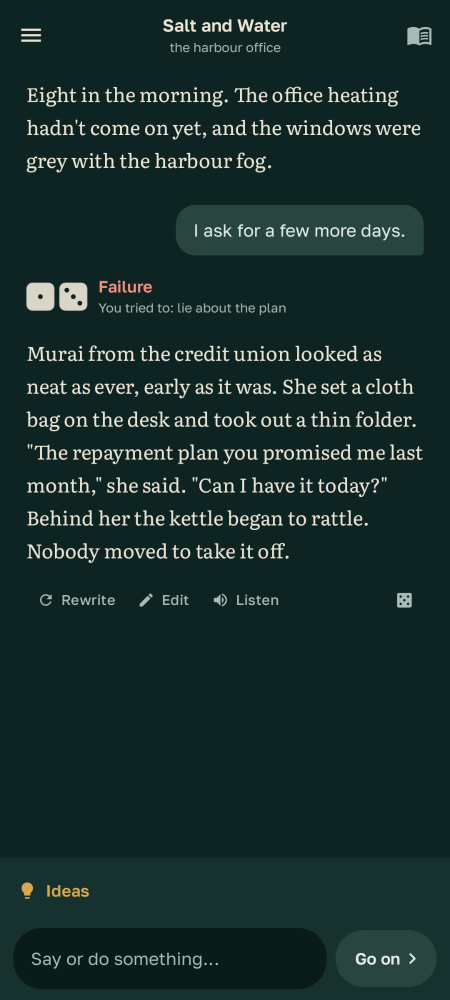 Salt and Water
the harbour office
Eight in the morning. The office heating
hadn't come on yet, and the windows were
grey with the harbour fog.
I ask for a few more days.
Failure
You tried to: lie about the plan
Murai from the credit union looked as
neat as ever, early as it was. She set a cloth
bag on the desk and took out a thin folder.
"The repayment plan you promised me last
month," she said. "Can I have it today?"
Behind her the kettle began to rattle.
Nobody moved to take it off.
Rewrite Edit Listen
Ideas
Say or do something...
Go on